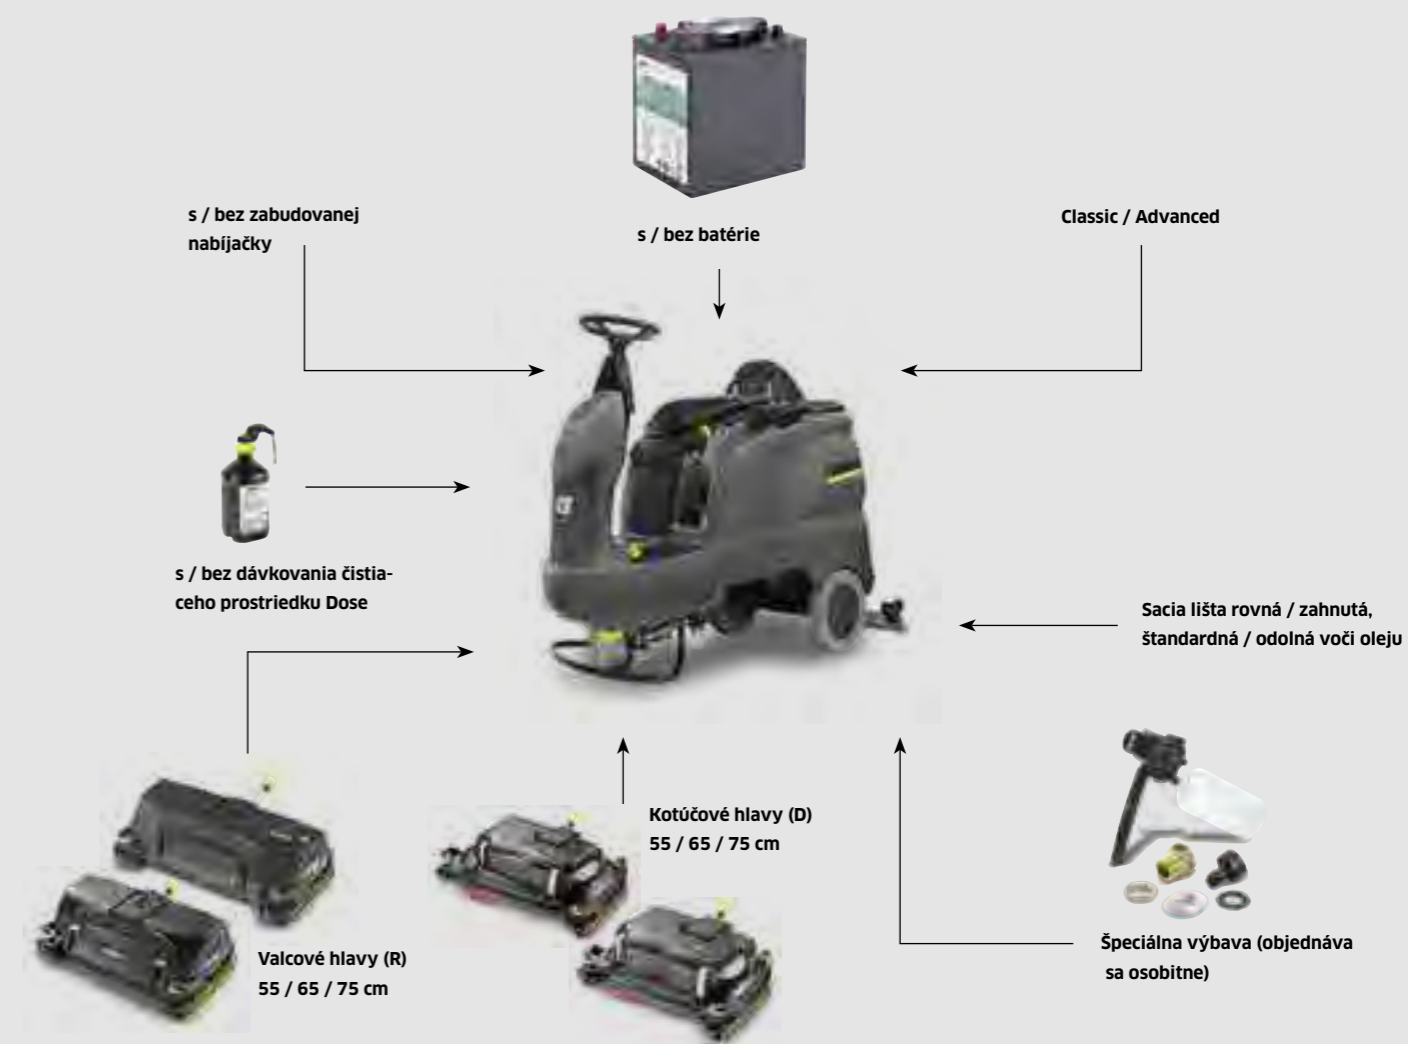 s / bez zabudovanej
nabíjačky
s / bez batérie
Classic / Advanced
s / bez dávkovania čistia-
ceho prostriedku Dose
Sacia lišta rovná / zahnutá,
štandardná / odolná voči oleju
Kotúčové hlavy (D)
55 / 65 / 75 cm
Valcové hlavy (R)
55 / 65 / 75 cm
Špeciálna výbava (objednáva
sa osobitne)